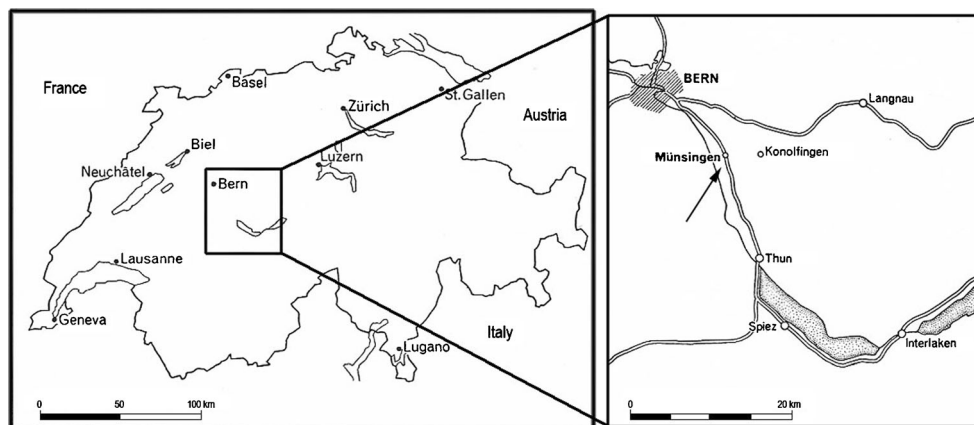 France
Basel
St. Gallen
Zürich
Austria
Biel
Luzern
Neuchâtel
Bern
Lausanne
Geneva
Italy
Lugano
0 50 100 km
BERN
Langnau
Münsingen
Konolfingen
Thun
Spiez
Interlaken
0 20 km